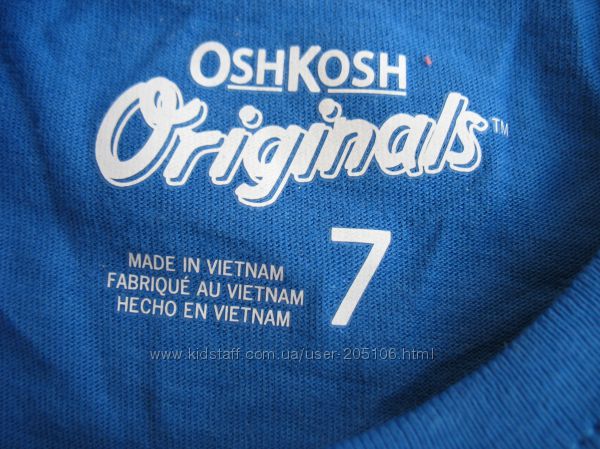 OSHKOSH
Originals™
7
MADE IN VIETNAM
FABRIQUÉ AU VIETNAM
HECHO EN VIETNAM
www.kidstaff.com.ua/user-205106.html